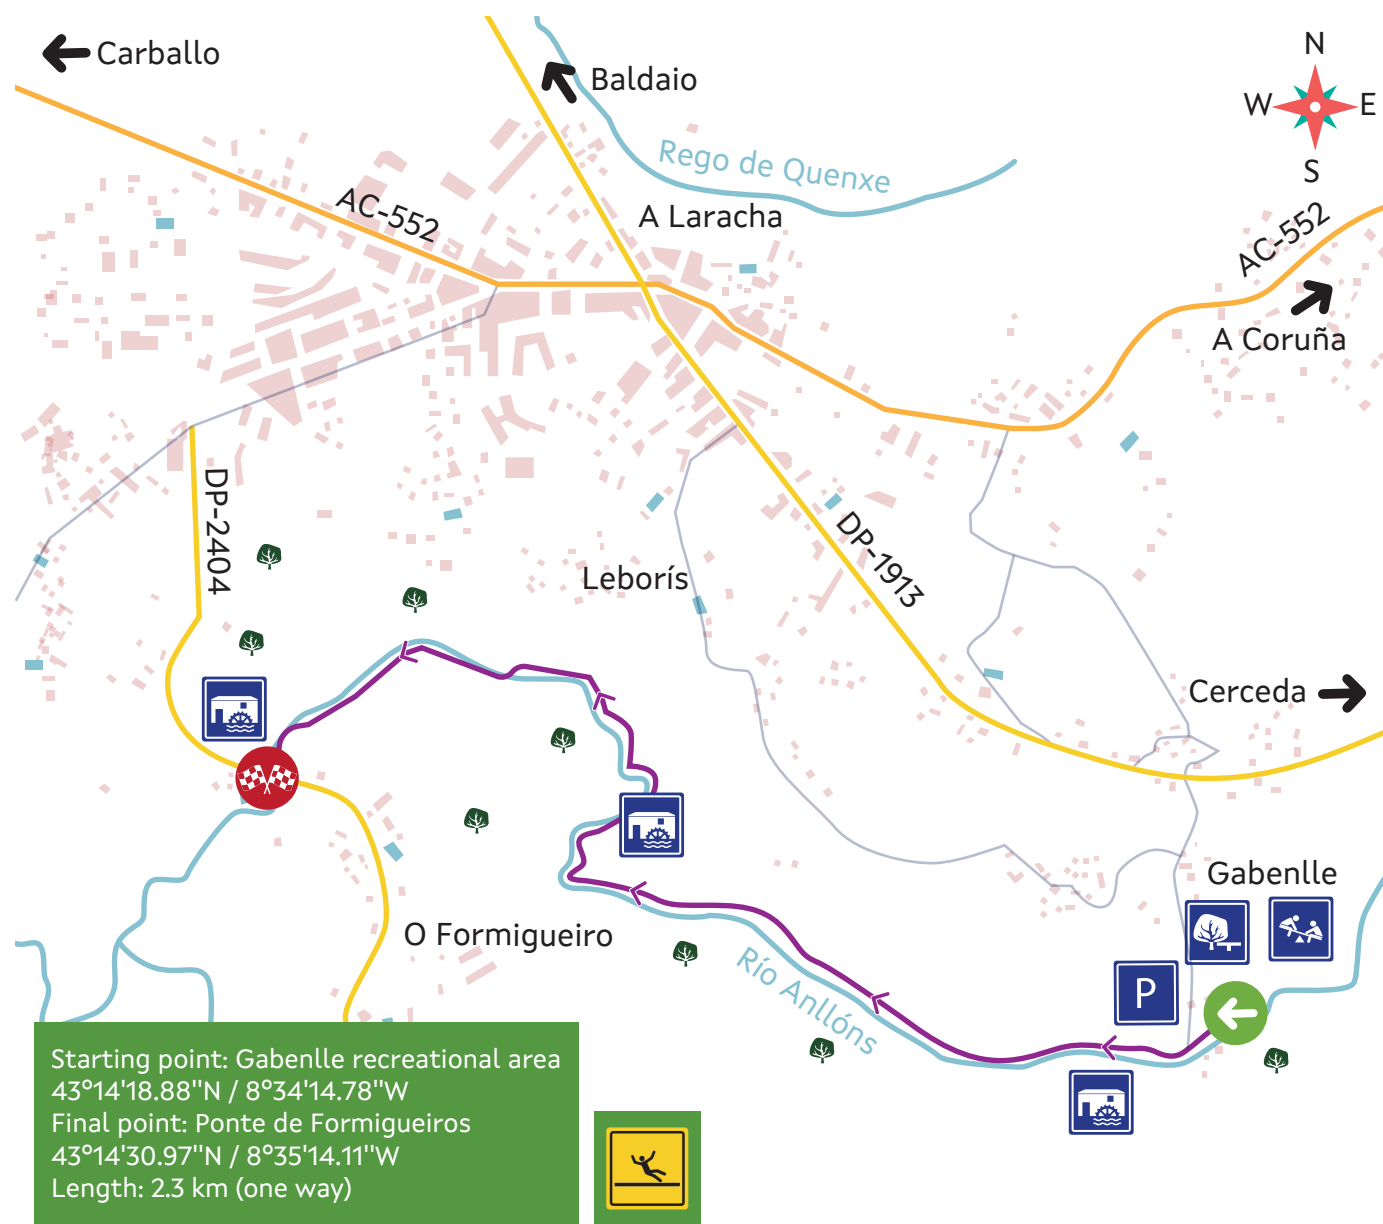 Carballo
Baldaio
N
W
E
S
Rego de Quenxe
A Laracha
AC-552
AC-552
A Coruña
DP-2404
DP-1913
Leborís
Cerceda
Gabenlle
O Formigueiro
Río Anllóns
P
Starting point: Gabenlle recreational area
43°14'18.88"N / 8°34'14.78"W
Final point: Ponte de Formigueiros
43°14'30.97"N / 8°35'14.11"W
Length: 2.3 km (one way)